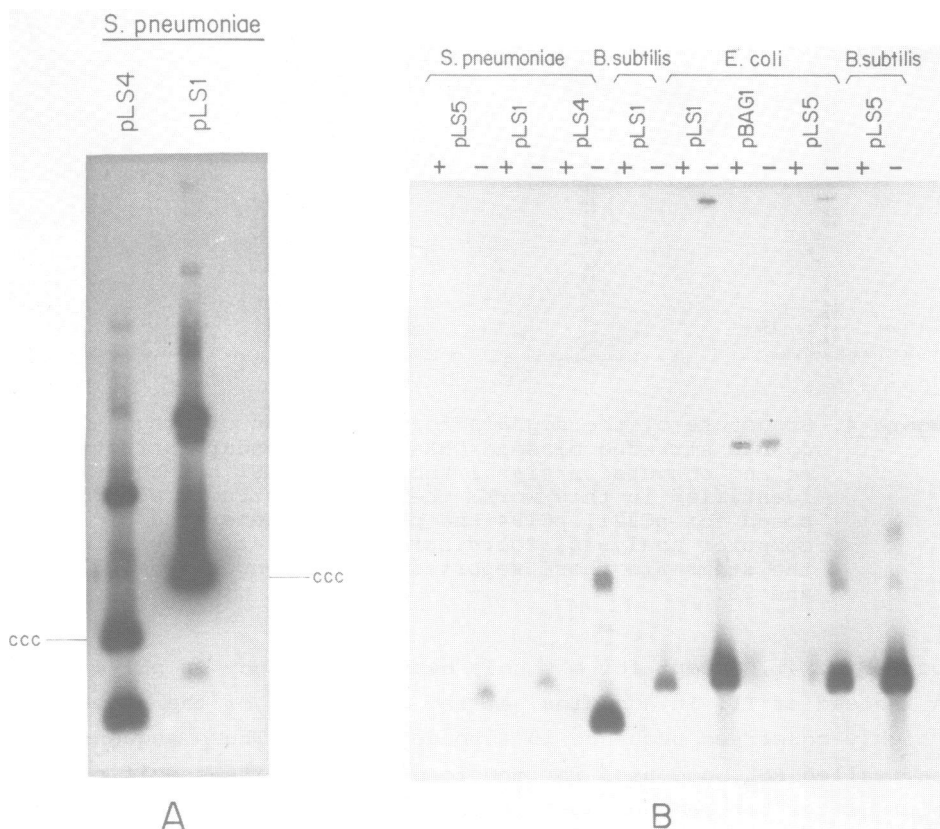 S. pneumoniae
pLS4
pLS1
ccc
ccc
A
S. pneumoniae
B.subtilis
E. coli
B.subtilis
pLS5
pLS1
pLS4
pLS1
pLS1
pBAG1
pLS5
pLS5
+ - + - + - + - + - + - + - + -
B